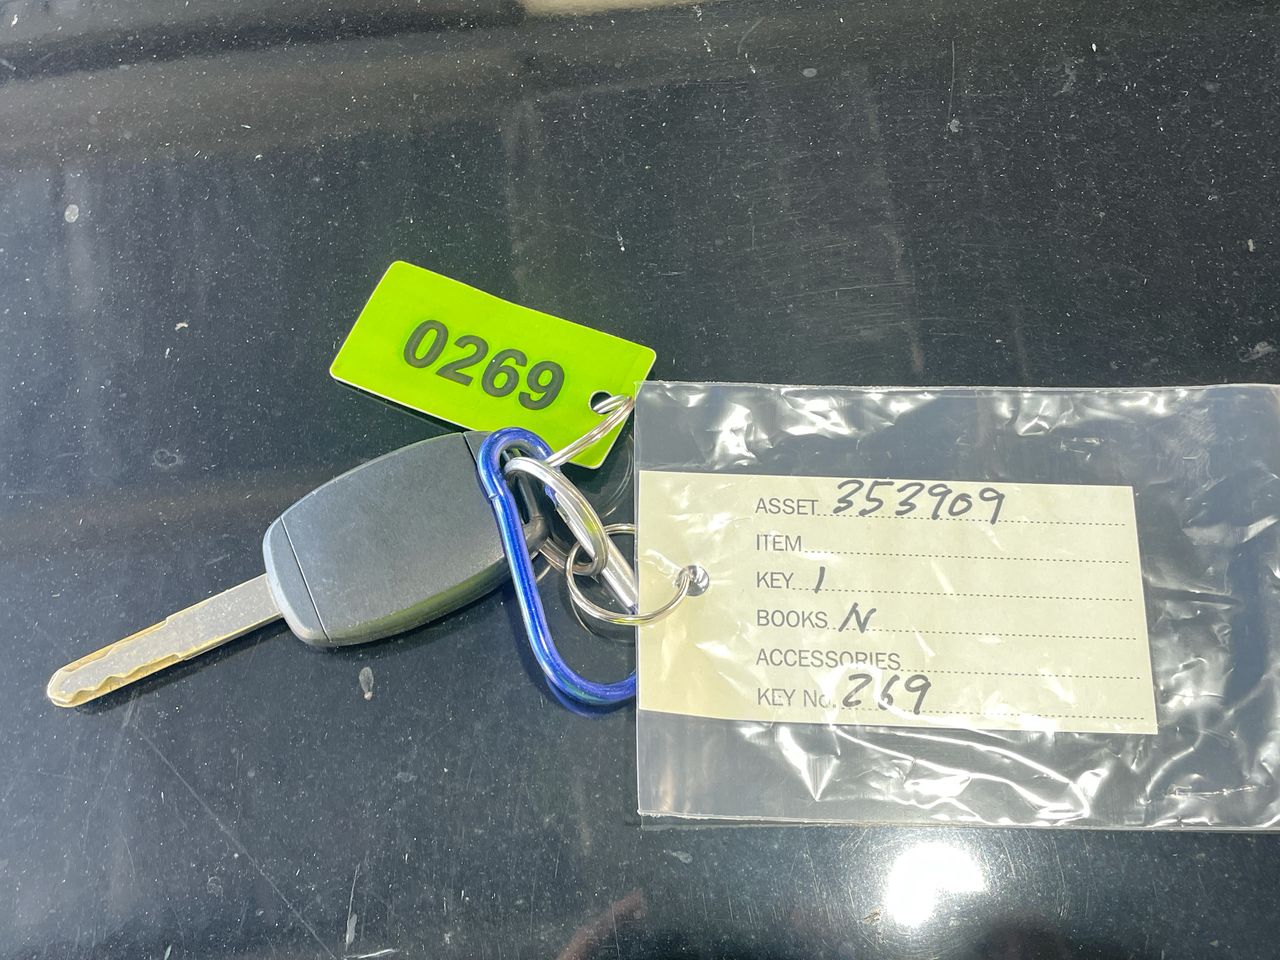 0269
ASSET 353909
ITEM
KEY 1
BOOKS N
ACCESSORIES
KEY No. 269